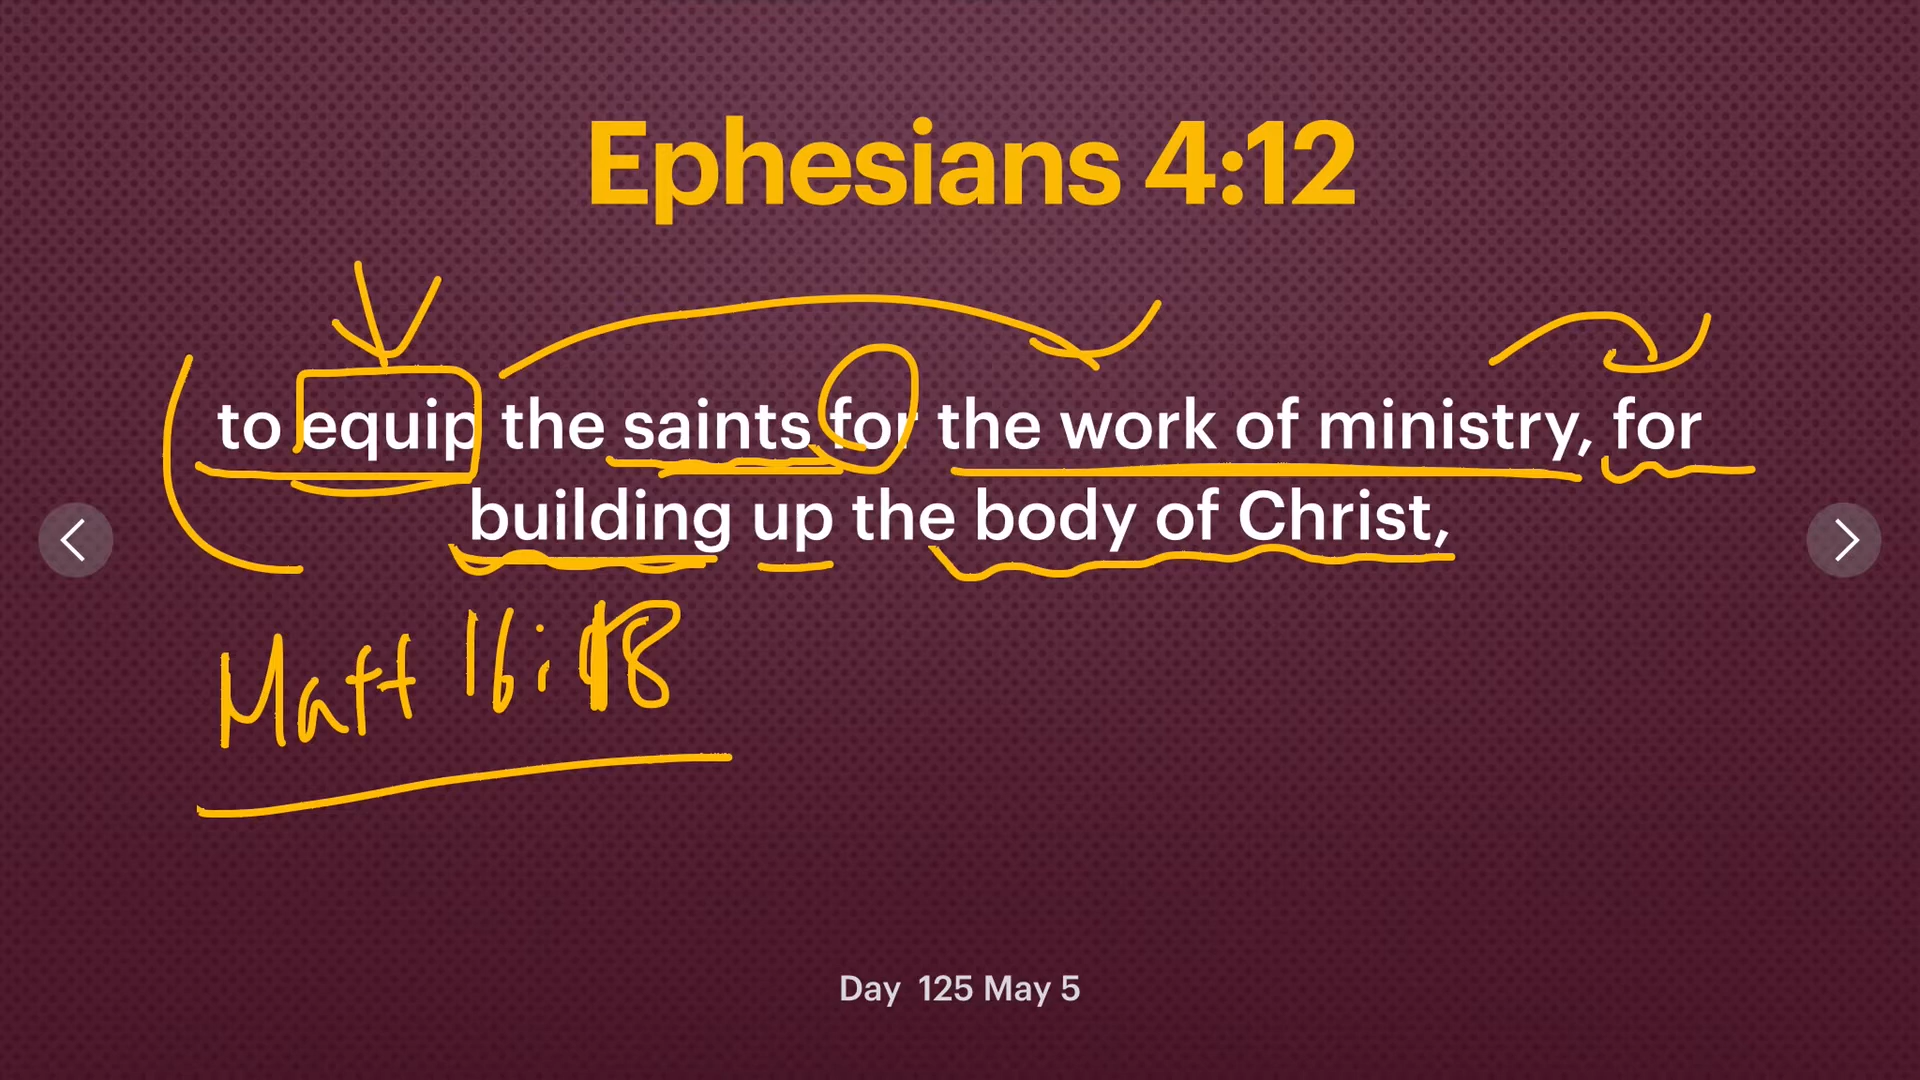 Ephesians 4:12
to equip the saints for the work of ministry, for
building up the body of Christ,
Matt 16:18
Day 125 May 5